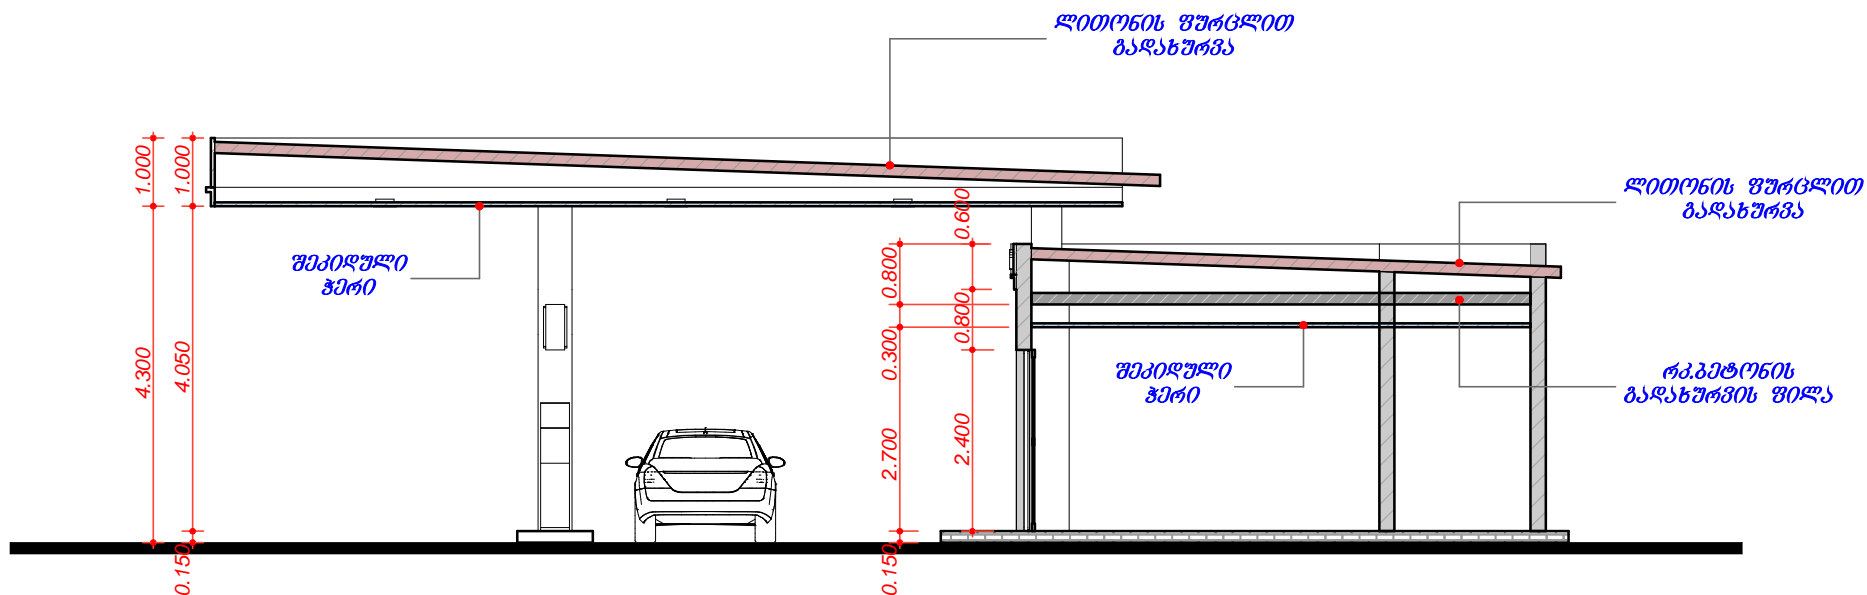 ლითონის ფურცლით
გადახურვა
1.000
1.000
ლითონის ფურცლით
გადახურვა
0.600
შეკიდული
ჭერი
0.800
0.800
0.300
4.300
4.050
შეკიდული
ჭერი
რკ.ბეტონის
გადახურვის ფილა
2.700
2.400
0.150
0.150